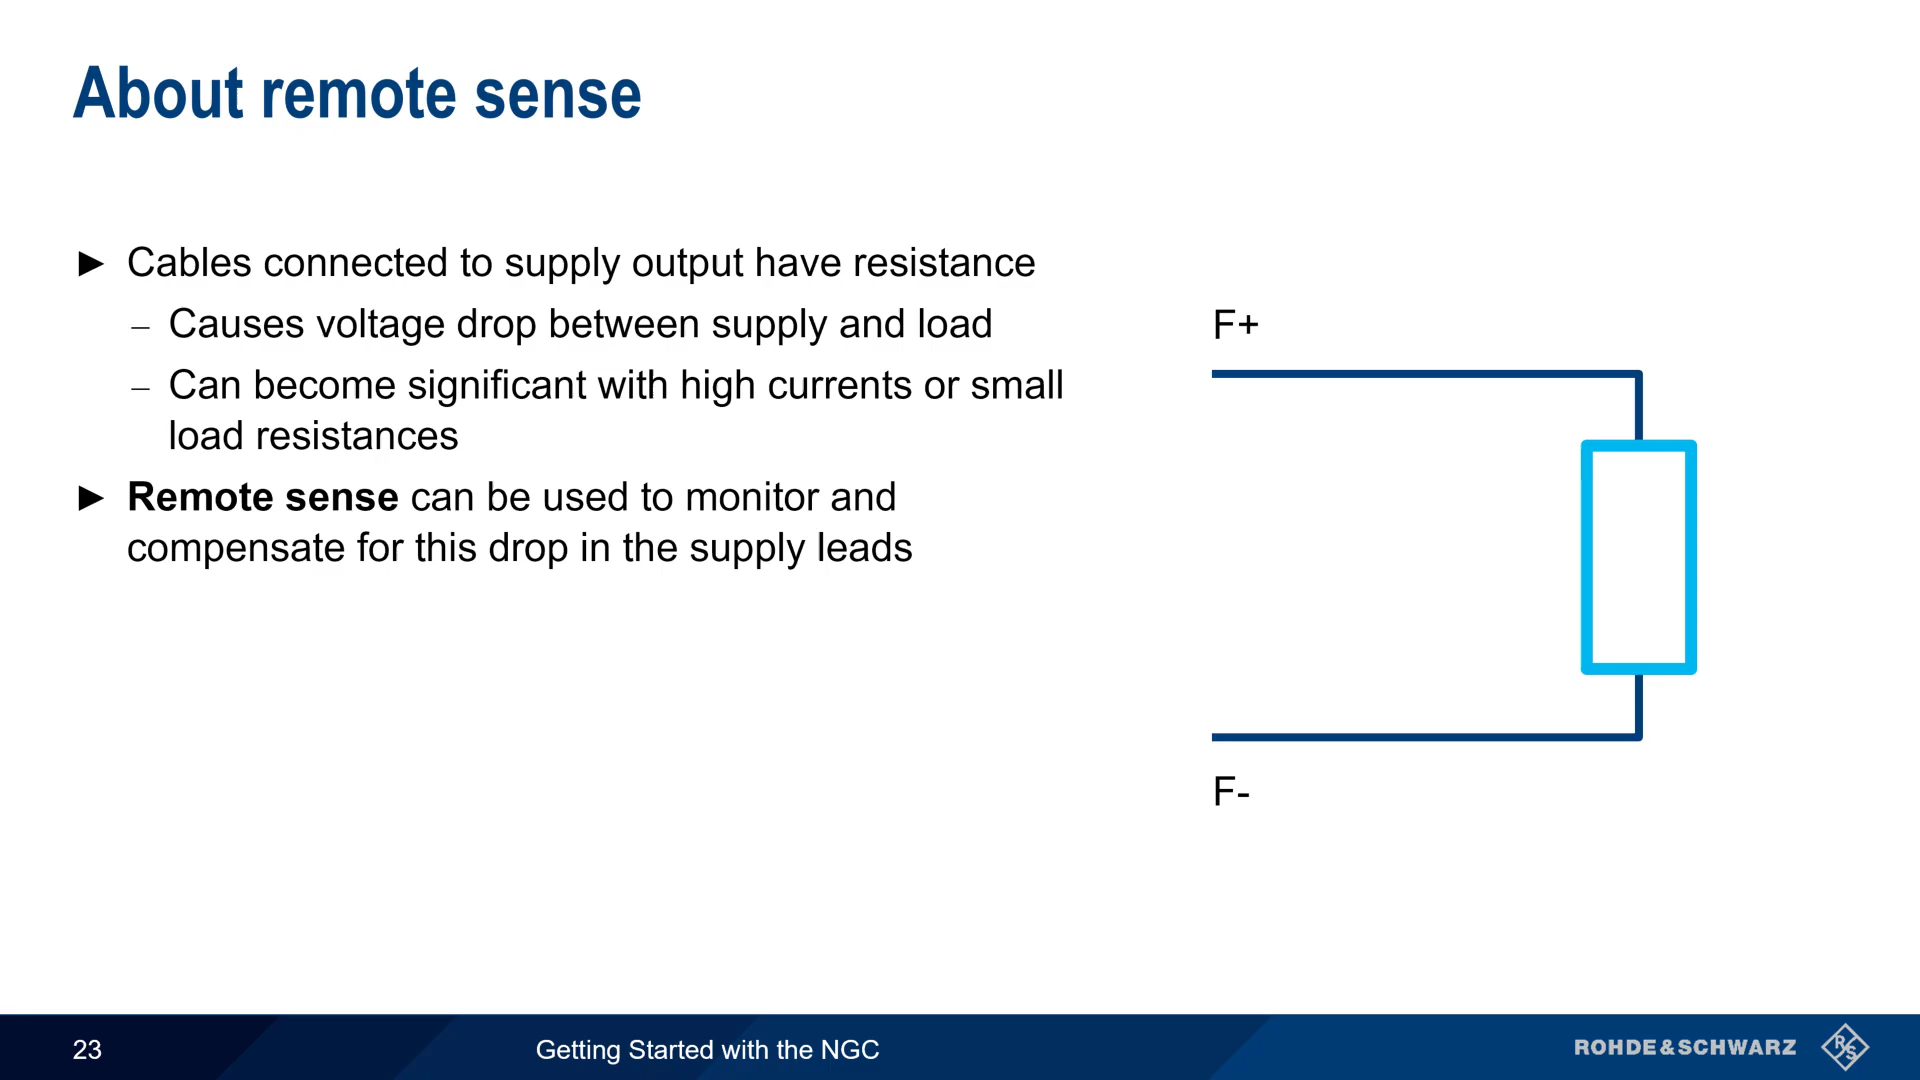 About remote sense
► Cables connected to supply output have resistance
– Causes voltage drop between supply and load
– Can become significant with high currents or small
load resistances
► Remote sense can be used to monitor and
compensate for this drop in the supply leads
F+
F-
23
Getting Started with the NGC
ROHDE&SCHWARZ
RS